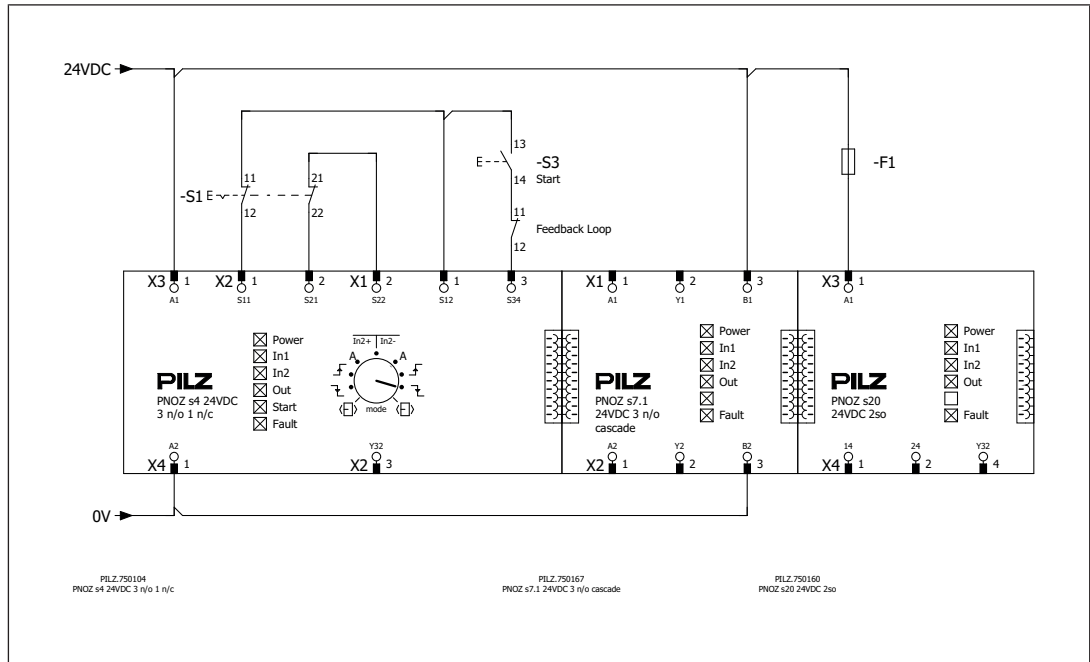 24VDC
13
E -S3
14 Start
-F1
11 21
-S1 E
12 22
11
Feedback Loop
12
X3 1 X2 1 2 X1 2 1 3 X1 1 2 3 X3 1
A1 S11 S21 S22 S12 S34 A1 Y1 B1 A1
Power
In1
In2
Out
Start
Fault
In2+ In2-
A A
mode
E E
PILZ
PNOZ s4 24VDC
3 n/o 1 n/c
Power
In1
In2
Out
Fault
PILZ
PNOZ s7.1
24VDC 3 n/o
cascade
Power
In1
In2
Out
Fault
PILZ
PNOZ s20
24VDC 2so
A2 Y32 A2 Y2 B2 14 24 Y32
X4 1 X2 3 X2 1 2 3 X4 1 2 4
0V
PILZ.750104
PNOZ s4 24VDC 3 n/o 1 n/c
PILZ.750167
PNOZ s7.1 24VDC 3 n/o cascade
PILZ.750160
PNOZ s20 24VDC 2so